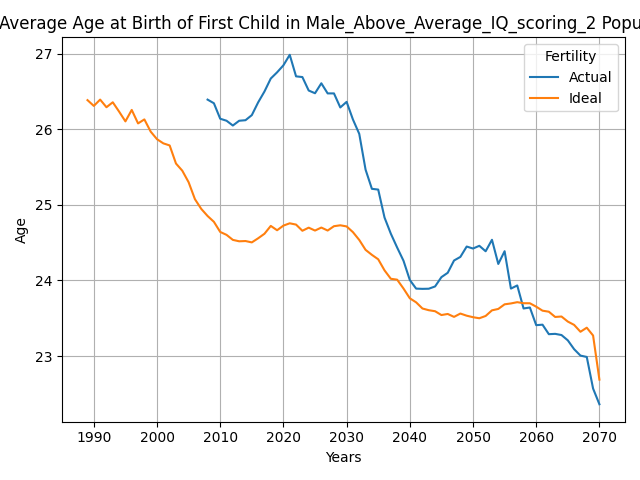 Average Age at Birth of First Child in Male_Above_Average_IQ_scoring_2 Popu
Fertility
Actual
Ideal
27
26
25
24
23
Age
1990 2000 2010 2020 2030 2040 2050 2060 2070
Years